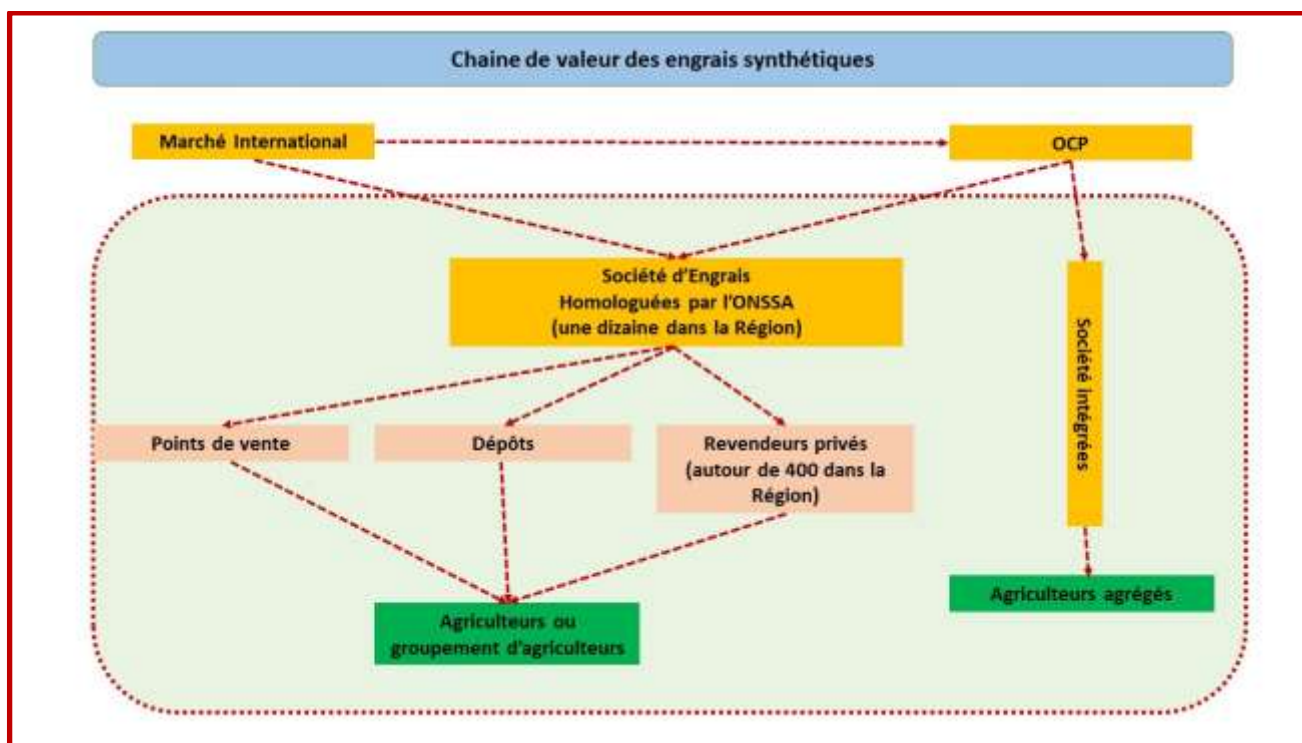 Chaine de valeur des engrais synthétiques
Marché International
OCP
Société d'Engrais
Homologuées par l'ONSSA
(une dizaine dans la Région)
Société intégrées
Points de vente
Dépôts
Revendeurs privés
(autour de 400 dans la
Région)
Agriculteurs agrégés
Agriculteurs ou
groupement d'agriculteurs